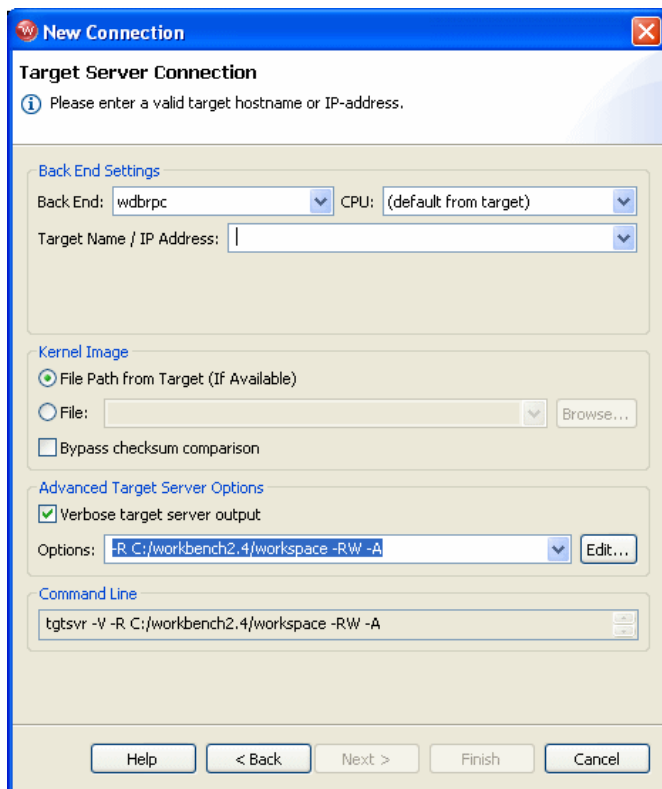 New Connection
Target Server Connection
Please enter a valid target hostname or IP-address.
Back End Settings
Back End: wdbrpc CPU: (default from target)
Target Name / IP Address:
Kernel Image
File Path from Target (If Available)
File: Browse...
Bypass checksum comparison
Advanced Target Server Options
Verbose target server output
Options: -R C:/workbench2.4/workspace -RW -A Edit...
Command Line
tgtsvr -V -R C:/workbench2.4/workspace -RW -A
Help < Back Next > Finish Cancel